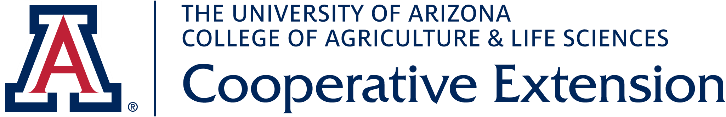 A®
THE UNIVERSITY OF ARIZONA
COLLEGE OF AGRICULTURE & LIFE SCIENCES
Cooperative Extension